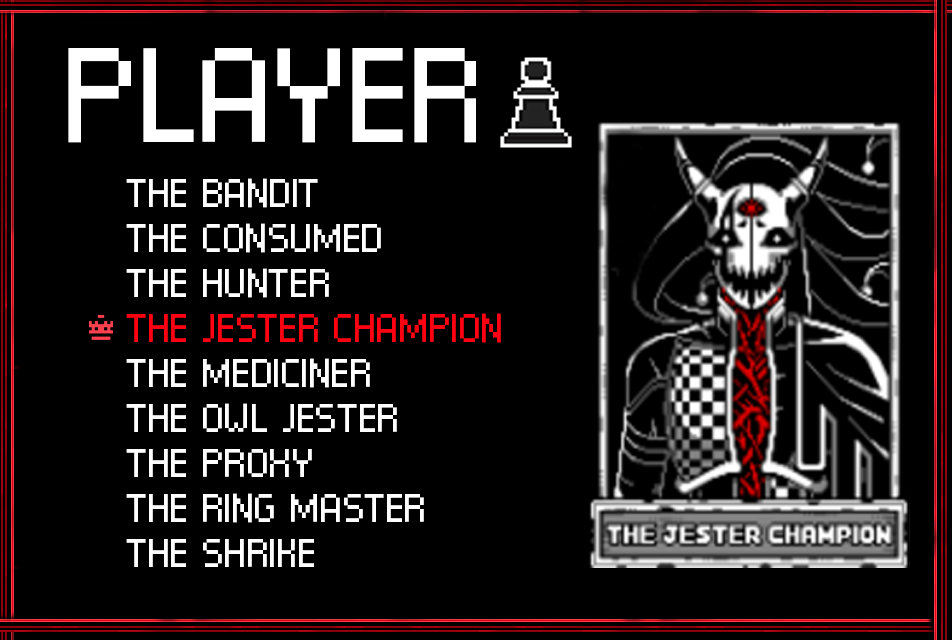 PLAYER
THE BANDIT
THE CONSUMED
THE HUNTER
THE JESTER CHAMPION
THE MEDICINER
THE OWL JESTER
THE PROXY
THE RING MASTER
THE SHRIKE
THE JESTER CHAMPION